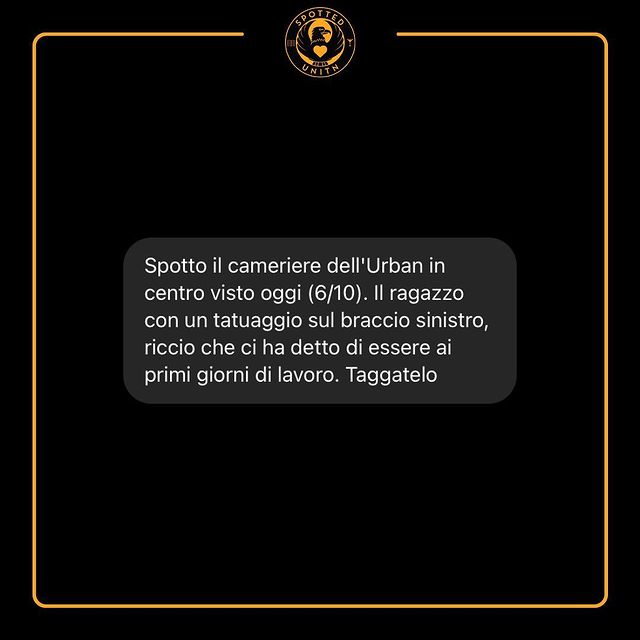 SPOTTED
UNITN
Spotto il cameriere dell'Urban in
centro visto oggi (6/10). Il ragazzo
con un tatuaggio sul braccio sinistro,
riccio che ci ha detto di essere ai
primi giorni di lavoro. Taggatelo